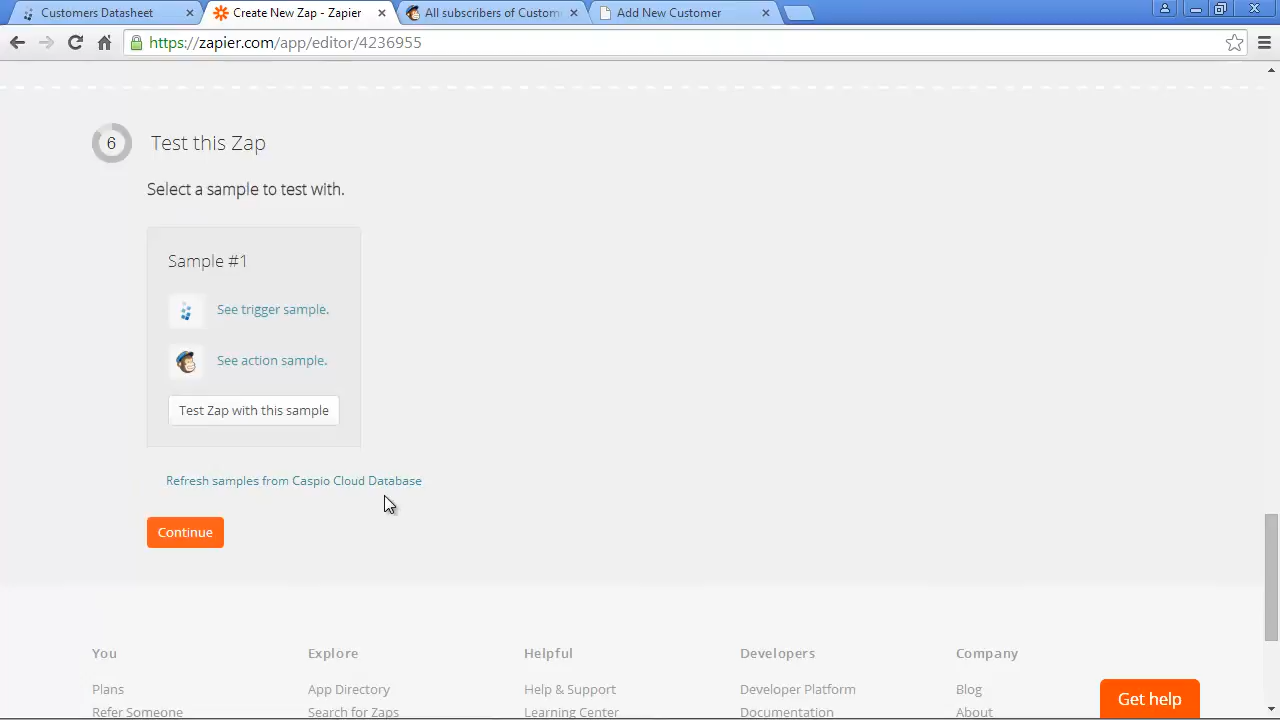 Customers Datasheet
Create New Zap - Zapier
All subscribers of Custom
Add New Customer
https://zapier.com/app/editor/4236955
6 Test this Zap
Select a sample to test with.
Sample #1
See trigger sample.
See action sample.
Test Zap with this sample
Refresh samples from Caspio Cloud Database
Continue
You Explore Helpful Developers Company
Plans App Directory Help & Support Developer Platform Blog
Refer Someone Search for Zaps Learning Center Documentation About
Get help